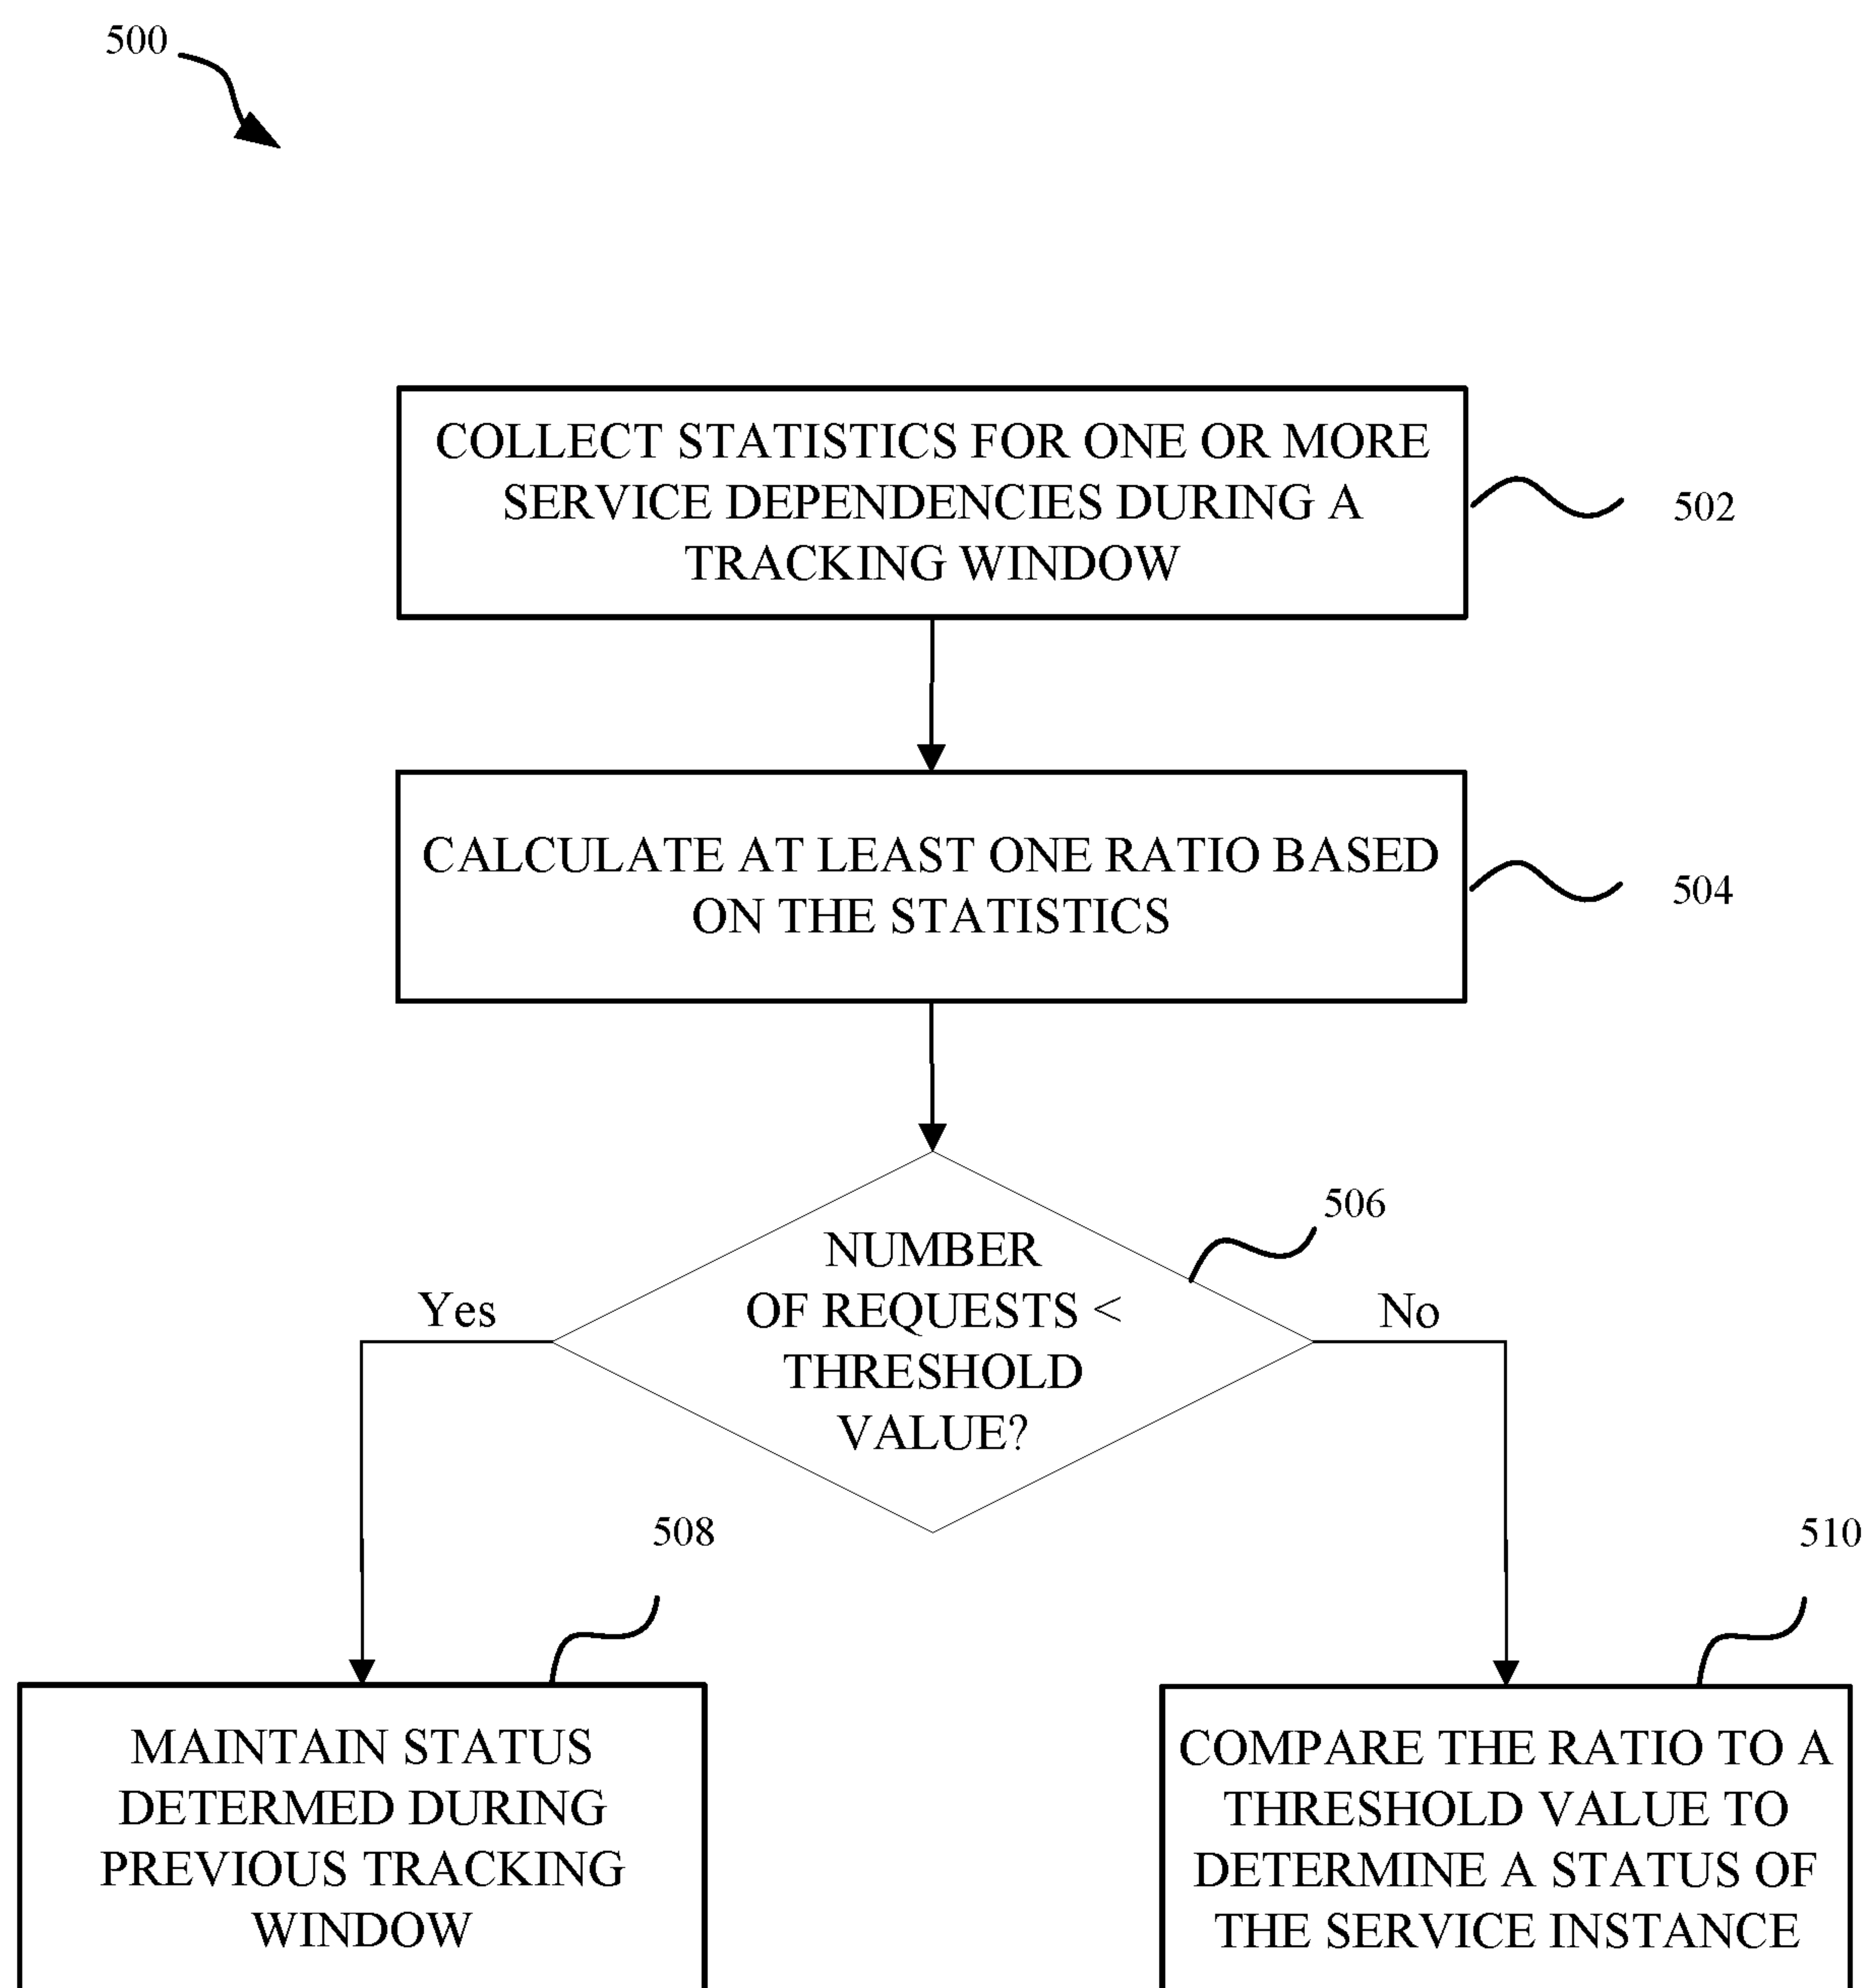 500
COLLECT STATISTICS FOR ONE OR MORE
SERVICE DEPENDENCIES DURING A
TRACKING WINDOW
502
CALCULATE AT LEAST ONE RATIO BASED
ON THE STATISTICS
504
506
NUMBER
OF REQUESTS <
THRESHOLD
VALUE?
Yes
No
508
MAINTAIN STATUS
DETERMED DURING
PREVIOUS TRACKING
WINDOW
510
COMPARE THE RATIO TO A
THRESHOLD VALUE TO
DETERMINE A STATUS OF
THE SERVICE INSTANCE